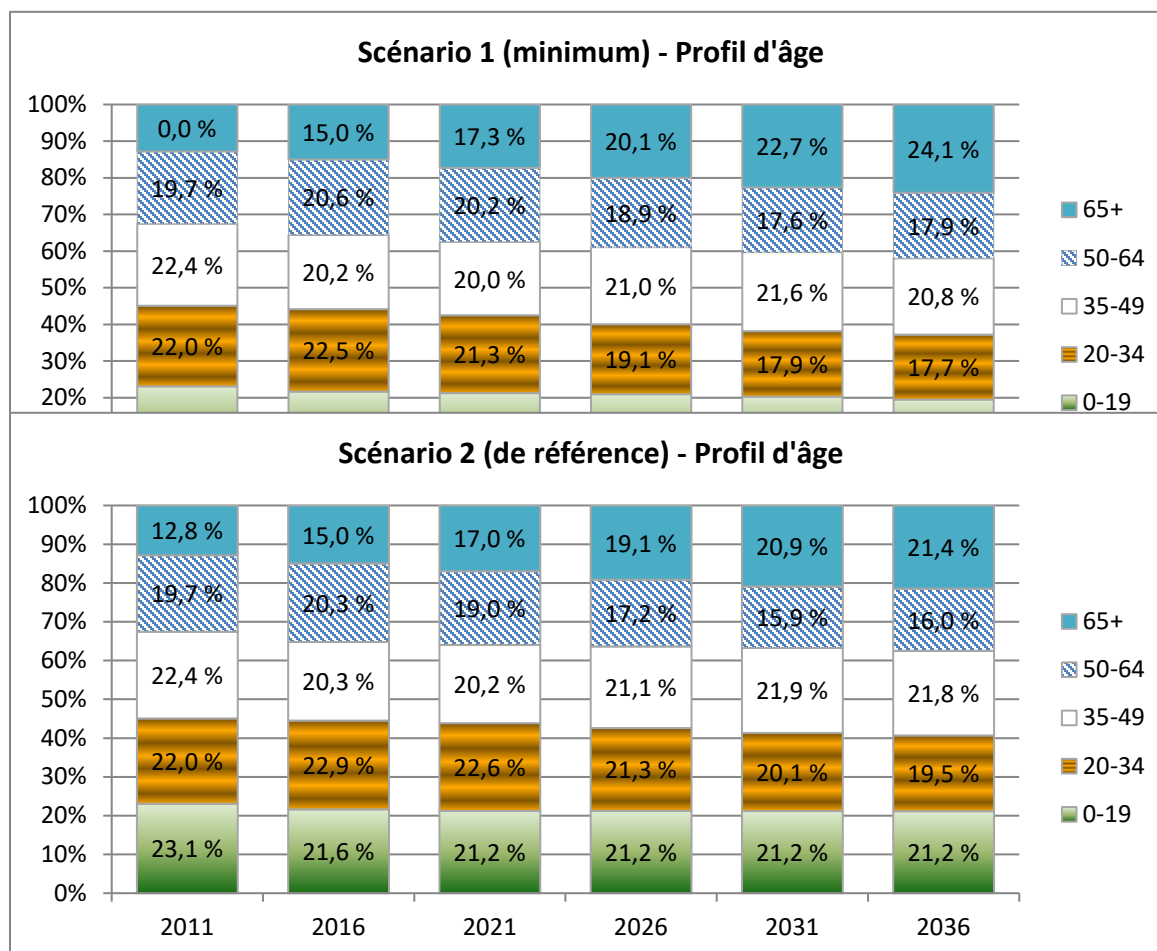 Scénario 1 (minimum) - Profil d'âge
100%
90%
80%
70%
60%
50%
40%
30%
20%
0,0 % 15,0 % 17,3 % 20,1 % 22,7 % 24,1 %
19,7 % 20,6 % 20,2 % 18,9 % 17,6 % 17,9 %
22,4 % 20,2 % 20,0 % 21,0 % 21,6 % 20,8 %
22,0 % 22,5 % 21,3 % 19,1 % 17,9 % 17,7 %
65+
50-64
35-49
20-34
0-19
Scénario 2 (de référence) - Profil d'âge
100%
90%
80%
70%
60%
50%
40%
30%
20%
10%
0%
12,8 % 15,0 % 17,0 % 19,1 % 20,9 % 21,4 %
19,7 % 20,3 % 19,0 % 17,2 % 15,9 % 16,0 %
22,4 % 20,3 % 20,2 % 21,1 % 21,9 % 21,8 %
22,0 % 22,9 % 22,6 % 21,3 % 20,1 % 19,5 %
23,1 % 21,6 % 21,2 % 21,2 % 21,2 % 21,2 %
2011 2016 2021 2026 2031 2036
65+
50-64
35-49
20-34
0-19